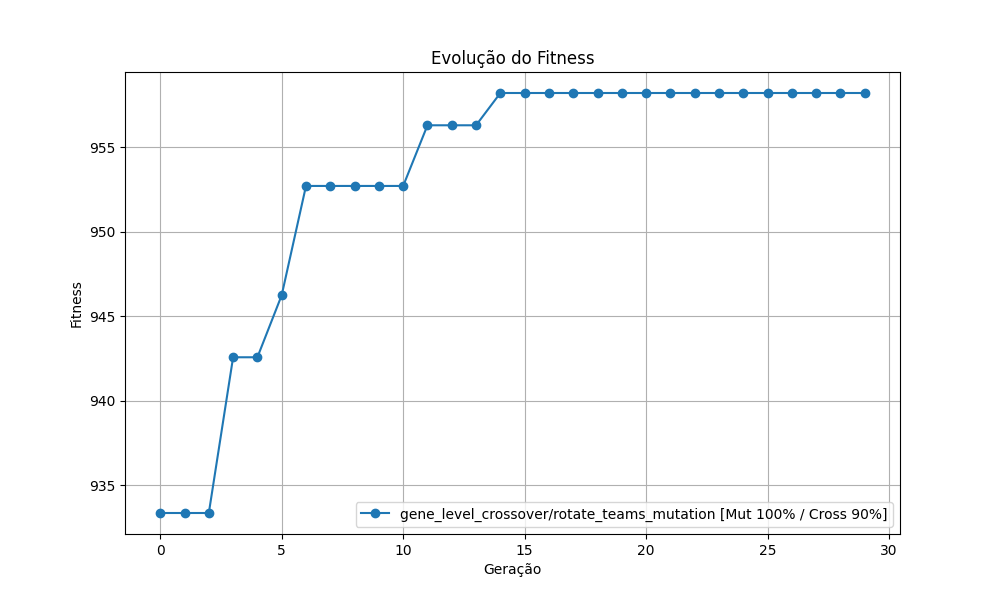 Evolução do Fitness
Fitness
955
950
945
940
935
gene_level_crossover/rotate_teams_mutation [Mut 100% / Cross 90%]
0 5 10 15 20 25 30
Geração